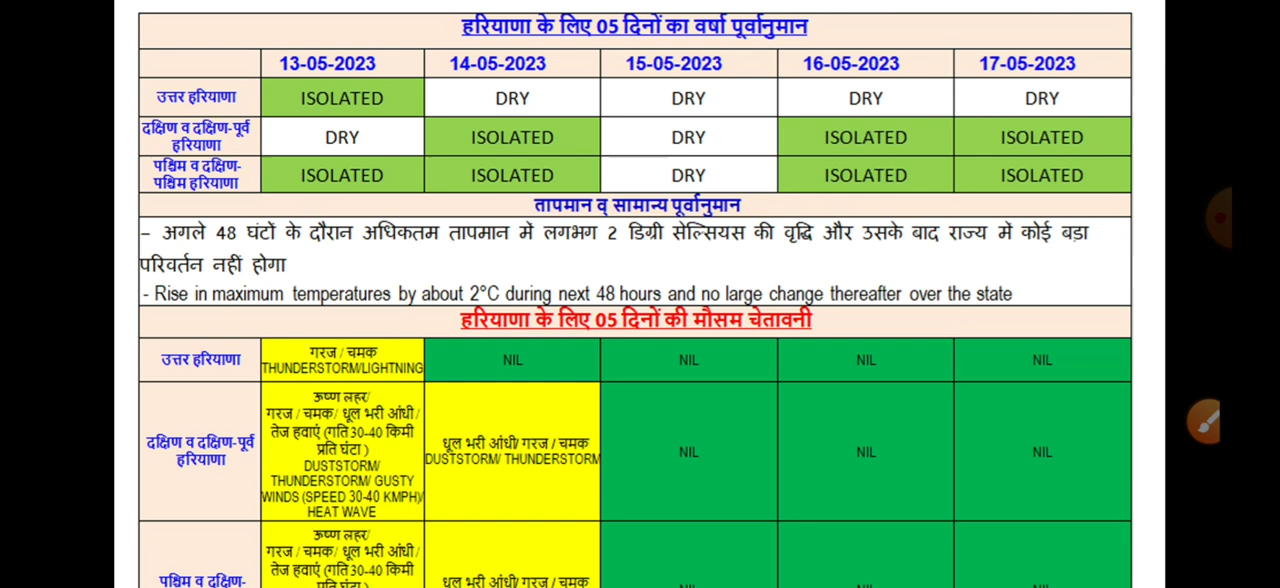 हरियाणा के लिए 05 दिनों का वर्षा पूर्वानुमान
13-05-2023 14-05-2023 15-05-2023 16-05-2023 17-05-2023
उत्तर हरियाणा ISOLATED DRY DRY DRY DRY
दक्षिण व दक्षिण-पूर्व
हरियाणा DRY ISOLATED DRY ISOLATED ISOLATED
पश्चिम व दक्षिण-
पश्चिम हरियाणा ISOLATED ISOLATED DRY ISOLATED ISOLATED
तापमान व् सामान्य पूर्वानुमान
– अगले 48 घंटों के दौरान अधिकतम तापमान में लगभग 2 डिग्री सेल्सियस की वृद्धि और उसके बाद राज्य में कोई बड़ा
परिवर्तन नहीं होगा
- Rise in maximum temperatures by about 2°C during next 48 hours and no large change thereafter over the state
हरियाणा के लिए 05 दिनों की मौसम चेतावनी
उत्तर हरियाणा
गरज / चमक
THUNDERSTORM/LIGHTNING
NIL NIL NIL NIL
दक्षिण व दक्षिण-पूर्व
हरियाणा
ऊष्ण लहर/
गरज / चमक/ धूल भरी आंधी/
तेज हवाएं (गति 30-40 किमी
प्रति घंटा )
DUSTSTORM/
THUNDERSTORM/ GUSTY
WINDS (SPEED 30-40 KMPH)/
HEAT WAVE
धूल भरी आंधी/ गरज / चमक
DUSTSTORM/ THUNDERSTORM
NIL NIL NIL
पश्चिम व दक्षिण-
ऊष्ण लहर/
गरज / चमक/ धूल भरी आंधी/
तेज हवाएं (गति 30-40 किमी
प्रति घंटा )
धूल भरी आंधी/ गरज / चमक
NIL NIL NIL